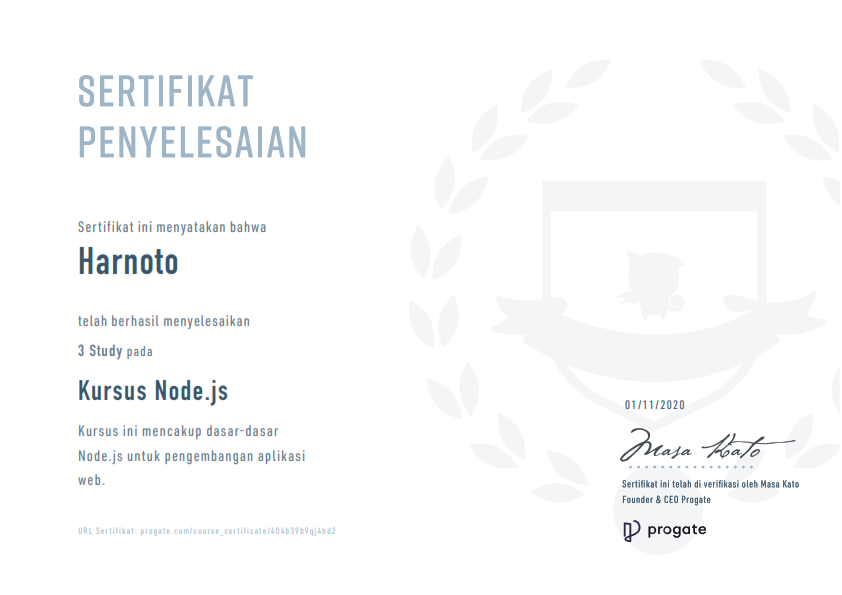 SERTIFIKAT
PENYELESAIAN
Sertifikat ini menyatakan bahwa
Harnoto
telah berhasil menyelesaikan
3 Study pada
Kursus Node.js
Kursus ini mencakup dasar-dasar
Node.js untuk pengembangan aplikasi
web.
URL Sertifikat: progate.com/course_certificate/404b39b9qj4hd2
01/11/2020
Masa Kato
Sertifikat ini telah di verifikasi oleh Masa Kato
Founder & CEO Progate
progate